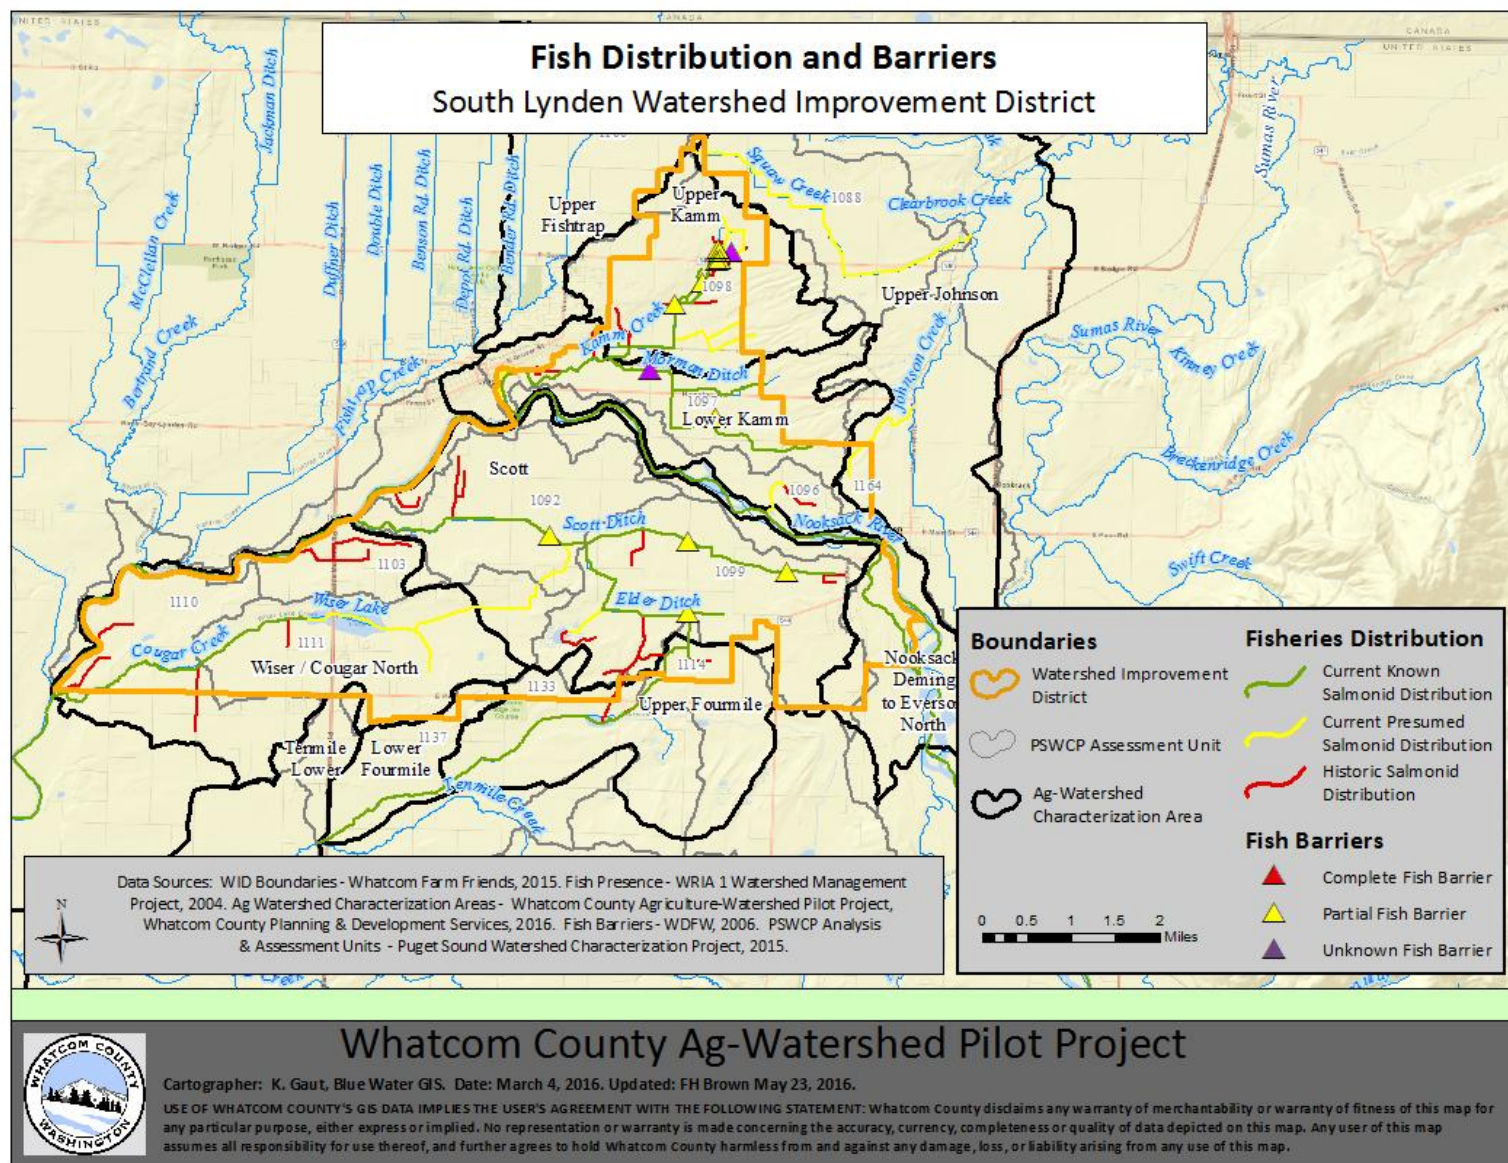 Fish Distribution and Barriers
South Lynden Watershed Improvement District
UNITED STATES
CANADA
CANADA
UNITED STATES
Jackman Ditch
McClellan Creek
Bertrand Creek
Duffner Ditch
Double Ditch
Benson Rd. Ditch
Depot Rd. Ditch
Bender Rd. Ditch
Fishtrap Creek
Upper
Fishtrap
Upper
Kamm
Squaw Creek
1088
Clearbrook Creek
Sumas River
Sumas River
Upper Johnson
Johnson Creek
Sumas River
Kinney Creek
Breckenridge Creek
Swift Creek
1098
Kamm Creek
Mormon Ditch
1097
Lower Kamm
Scott
1092
1096
1164
Scott Ditch
Nooksack River
1103
1099
1110
Wiser Lake
Elder Ditch
Cougar Creek
1111
Wiser / Cougar North
1114
1133
Upper Fourmile
1137
Tenmile
Lower
Lower
Fourmile
Tenmile Creek
Nooksack
Deming
to Everso
North
Boundaries
Watershed Improvement
District
PSWCP Assessment Unit
Ag-Watershed
Characterization Area
Fisheries Distribution
Current Known
Salmonid Distribution
Current Presumed
Salmonid Distribution
Historic Salmonid
Distribution
Fish Barriers
Complete Fish Barrier
Partial Fish Barrier
Unknown Fish Barrier
0 0.5 1 1.5 2
Miles
N
Data Sources: WID Boundaries - Whatcom Farm Friends, 2015. Fish Presence - WRIA 1 Watershed Management
Project, 2004. Ag Watershed Characterization Areas - Whatcom County Agriculture-Watershed Pilot Project,
Whatcom County Planning & Development Services, 2016. Fish Barriers - WDFW, 2006. PSWCP Analysis
& Assessment Units - Puget Sound Watershed Characterization Project, 2015.
WHATCOM COUNTY
WASHINGTON
Whatcom County Ag-Watershed Pilot Project
Cartographer: K. Gaut, Blue Water GIS. Date: March 4, 2016. Updated: FH Brown May 23, 2016.
USE OF WHATCOM COUNTY'S GIS DATA IMPLIES THE USER'S AGREEMENT WITH THE FOLLOWING STATEMENT: Whatcom County disclaims any warranty of merchantability or warranty of fitness of this map for
any particular purpose, either express or implied. No representation or warranty is made concerning the accuracy, currency, completeness or quality of data depicted on this map. Any user of this map
assumes all responsibility for use thereof, and further agrees to hold Whatcom County harmless from and against any damage, loss, or liability arising from any use of this map.